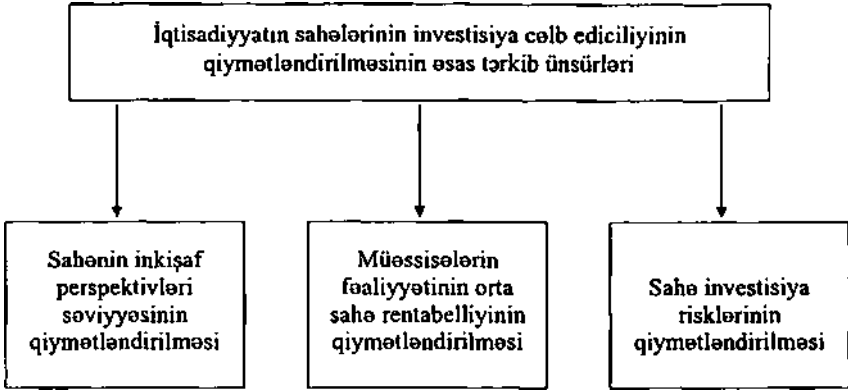 İqtisadiyyatın sahələrinin investisiya cəlb ediciliyinin
qiymətləndirilməsinin əsas tərkib ünsürləri
Sahənin inkişaf
perspektivləri
səviyyəsinin
qiymətləndirilməsi
Müəssisələrin
fəaliyyətinin orta
sahə rentabelliyinin
qiymətləndirilməsi
Sahə investisiya
risklərinin
qiymətləndirilməsi